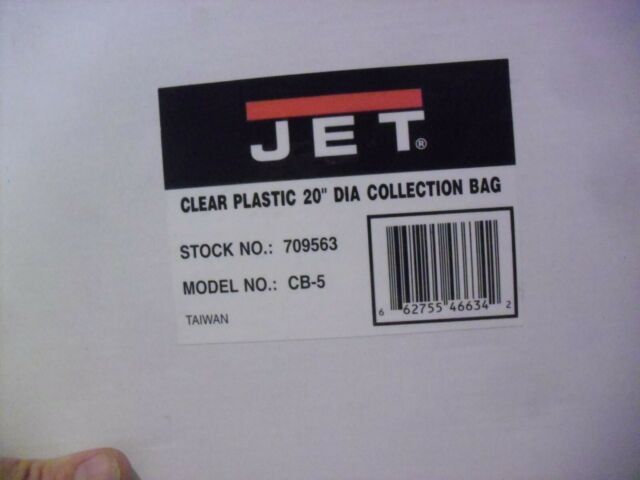 JET®
CLEAR PLASTIC 20" DIA COLLECTION BAG
STOCK NO.: 709563
MODEL NO.: CB-5
TAIWAN
6 62755 46634 2